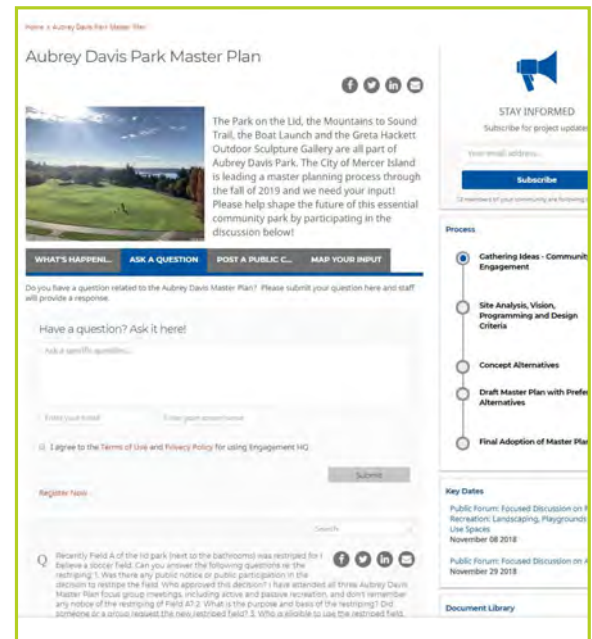 Home » Aubrey Davis Park Master Plan
Aubrey Davis Park Master Plan
The Park on the Lid, the Mountains to Sound
Trail, the Boat Launch and the Greta Hackett
Outdoor Sculpture Gallery are all part of
Aubrey Davis Park. The City of Mercer Island
is leading a master planning process through
the fall of 2019 and we need your input!
Please help shape the future of this essential
community park by participating in the
discussion below!
WHAT'S HAPPENI... ASK A QUESTION POST A PUBLIC C... MAP YOUR INPUT
Do you have a question related to the Aubrey Davis Master Plan? Please submit your question here and staff
will provide a response.
Have a question? Ask it here!
Ask a specific question...
Enter your email Enter your screen name
I agree to the Terms of Use and Privacy Policy for using Engagement HQ
Submit
Register Now
Search
Q
Recently Field A of the lid park (next to the bathrooms) was restriped for
believe a soccer field. Can you answer the following questions re: the
restriping: 1. Was there any public notice or public participation in the
decision to restripe the field. Who approved this decision? I have attended all three Aubrey Davis
Master Plan focus group meetings, including active and passive recreation, and don't remember
any notice of the restriping of Field A? 2. What is the purpose and basis of the restriping? Did
someone or a group request the new restriped field? 3. Who is eligible to use the restriped field,
STAY INFORMED
Subscribe for project updates
Your email address...
Subscribe
members of your community are following
Process
Gathering Ideas - Community
Engagement
Site Analysis, Vision,
Programming and Design
Criteria
Concept Alternatives
Draft Master Plan with Prefe
Alternatives
Final Adoption of Master Plan
Key Dates
Public Forum: Focused Discussion on P
Recreation: Landscaping, Playgrounds
Use Spaces
November 08 2018
Public Forum: Focused Discussion on A
November 29 2018
Document Library